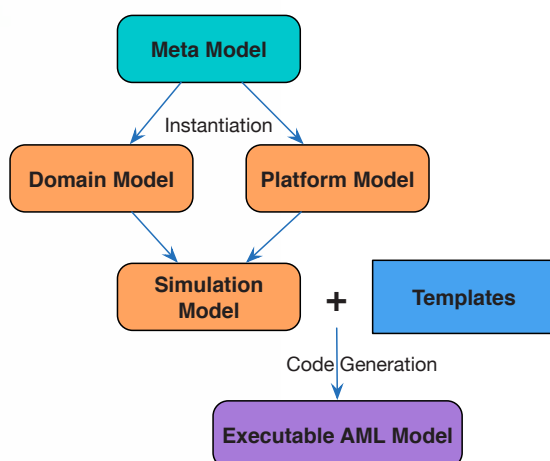 Meta Model
Instantiation
Domain Model
Platform Model
Simulation
Model
+
Templates
Code Generation
Executable AML Model